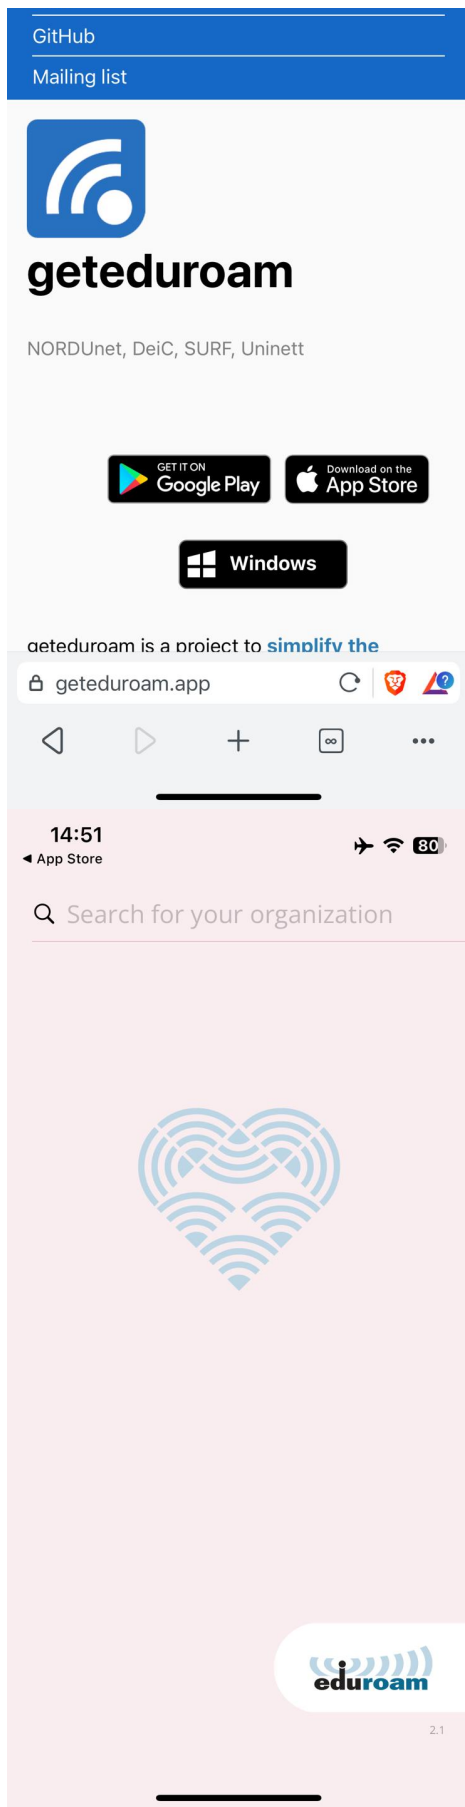 GitHub
Mailing list
geteduroam
NORDUnet, DeiC, SURF, Uninett
GET IT ON
Google Play
Download on the
App Store
Windows
geteduroam is a project to simplify the
geteduroam.app
?
∞
14:51
◀ App Store
80
Search for your organization
eduroam
2.1